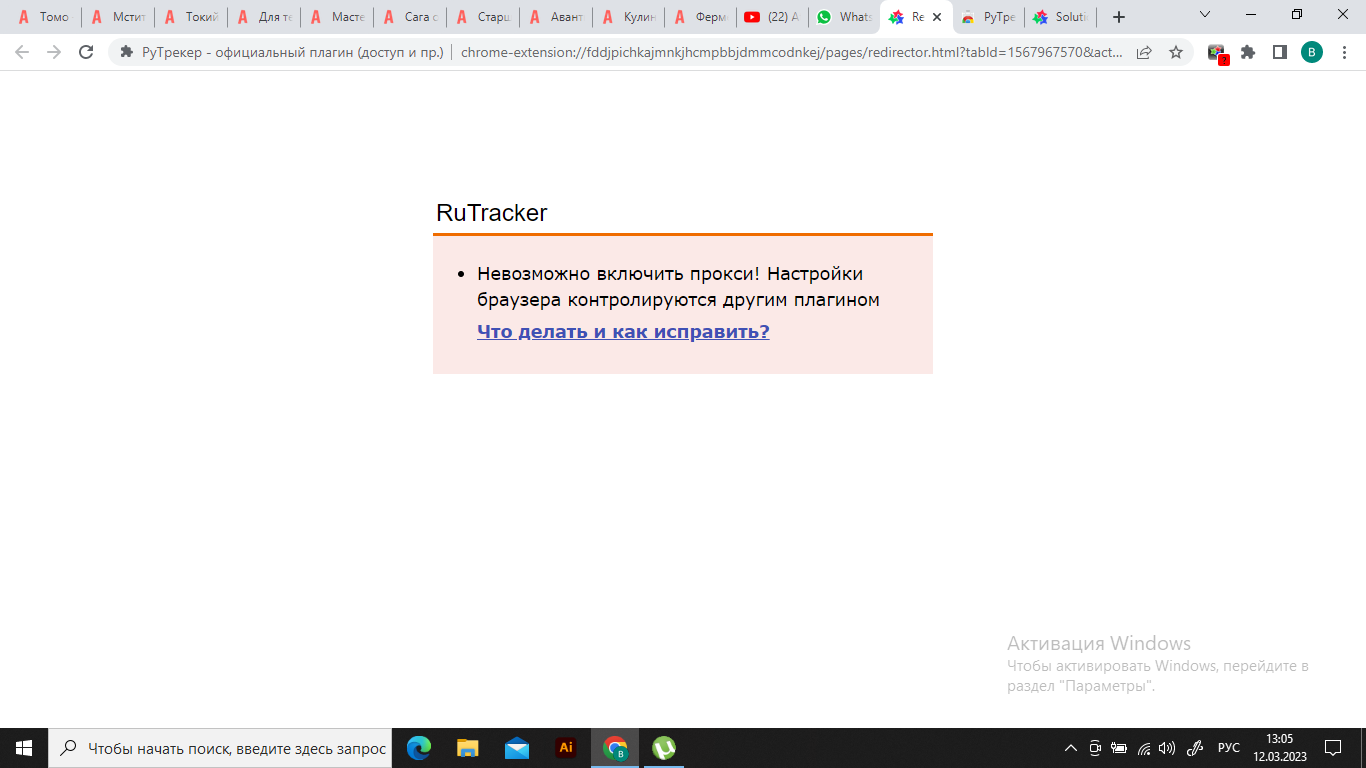 Томо
Мстит
Токий
Для те
Масте
Сага с
Старш
Авант
Кулин
Ферм
(22) A
Whats
Re
РуТре
Soluti
РуТрекер - официальный плагин (доступ и пр.)
chrome-extension://fddjpichkajmnkjhcmpbbjdmmcodnkej/pages/redirector.html?tabId=1567967570&act...
?
B
RuTracker
• Невозможно включить прокси! Настройки
браузера контролируются другим плагином
Что делать и как исправить?
Активация Windows
Чтобы активировать Windows, перейдите в
раздел "Параметры".
Чтобы начать поиск, введите здесь запрос
Ai
B
РУС
13:05
12.03.2023